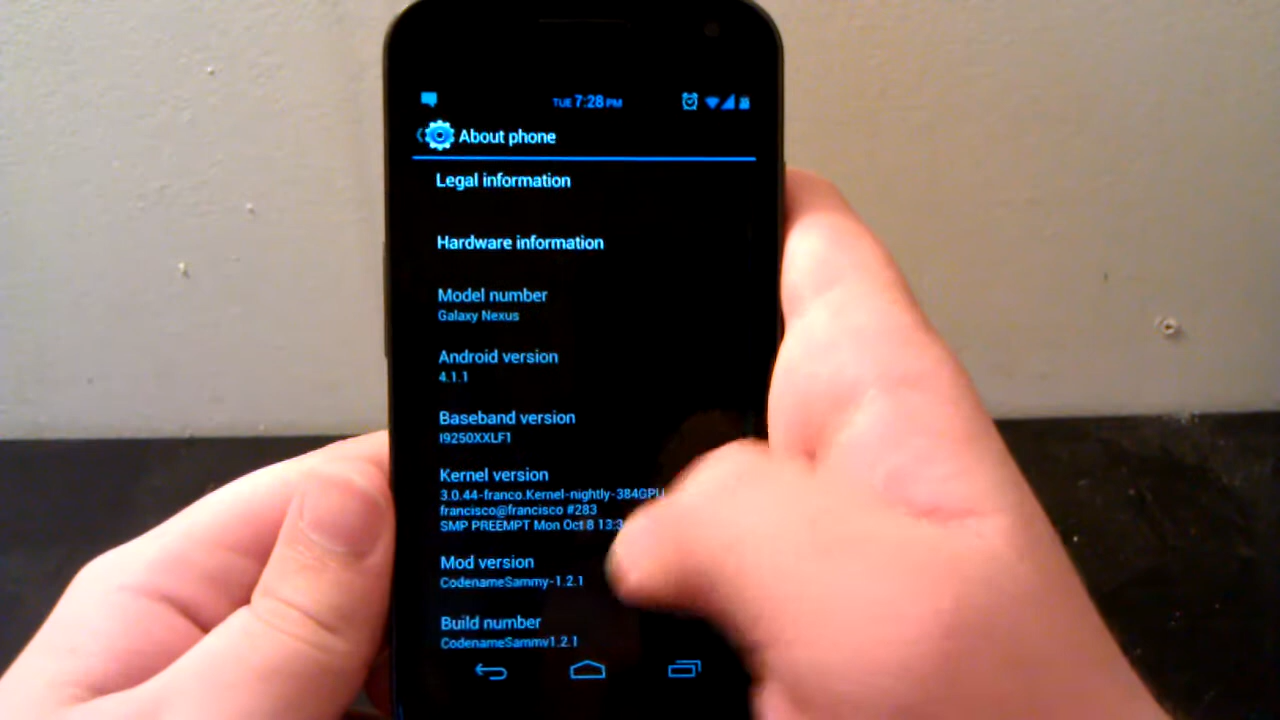 TUE 7:28 PM
About phone
Legal information
Hardware information
Model number
Galaxy Nexus
Android version
4.1.1
Baseband version
I9250XXLF1
Kernel version
3.0.44-franco.Kernel-nightly-384GPU
francisco@francisco #283
SMP PREEMPT Mon Oct 8 13:3
Mod version
CodenameSammy-1.2.1
Build number
CodenameSammy1.2.1